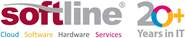 softline®
Cloud Software Hardware Services
20+
Years in IT